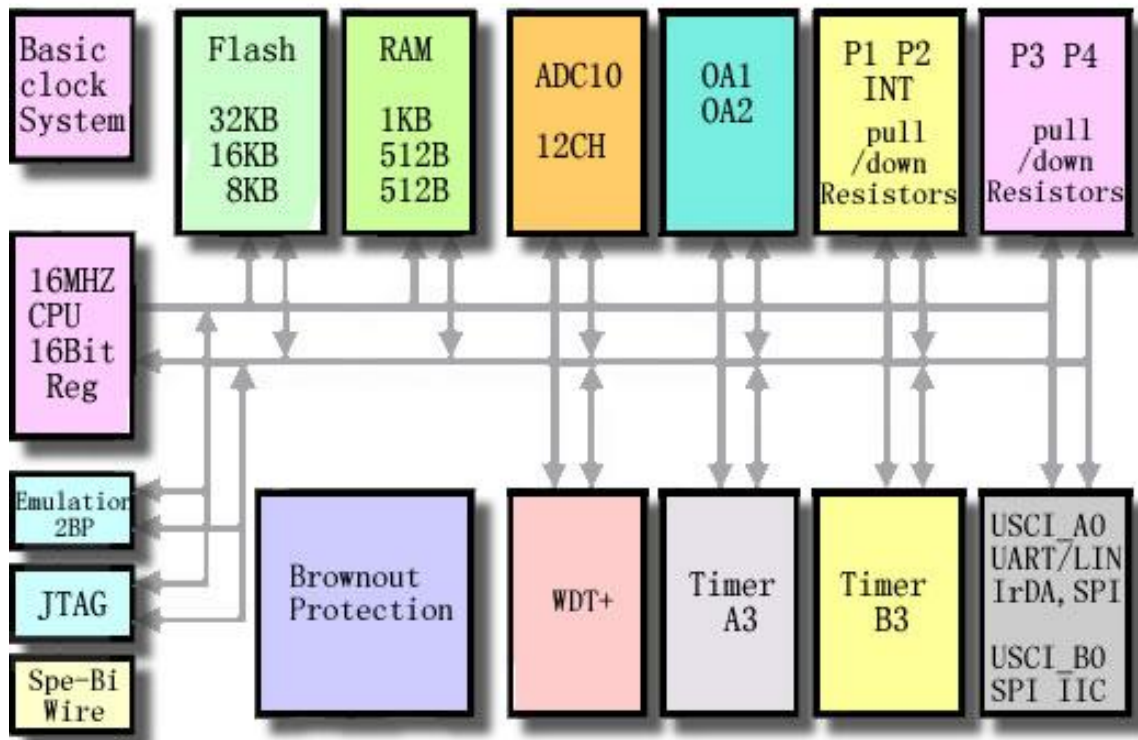 Basic
clock
System
Flash
32KB
16KB
8KB
RAM
1KB
512B
512B
ADC10
12CH
OA1
OA2
P1 P2
INT
pull
/down
Resistors
P3 P4
pull
/down
Resistors
16MHZ
CPU
16Bit
Reg
Emulation
2BP
JTAG
Spe-Bi
Wire
Brownout
Protection
WDT+
Timer
A3
Timer
B3
USCI_A0
UART/LIN
IrDA, SPI
USCI_B0
SPI IIC